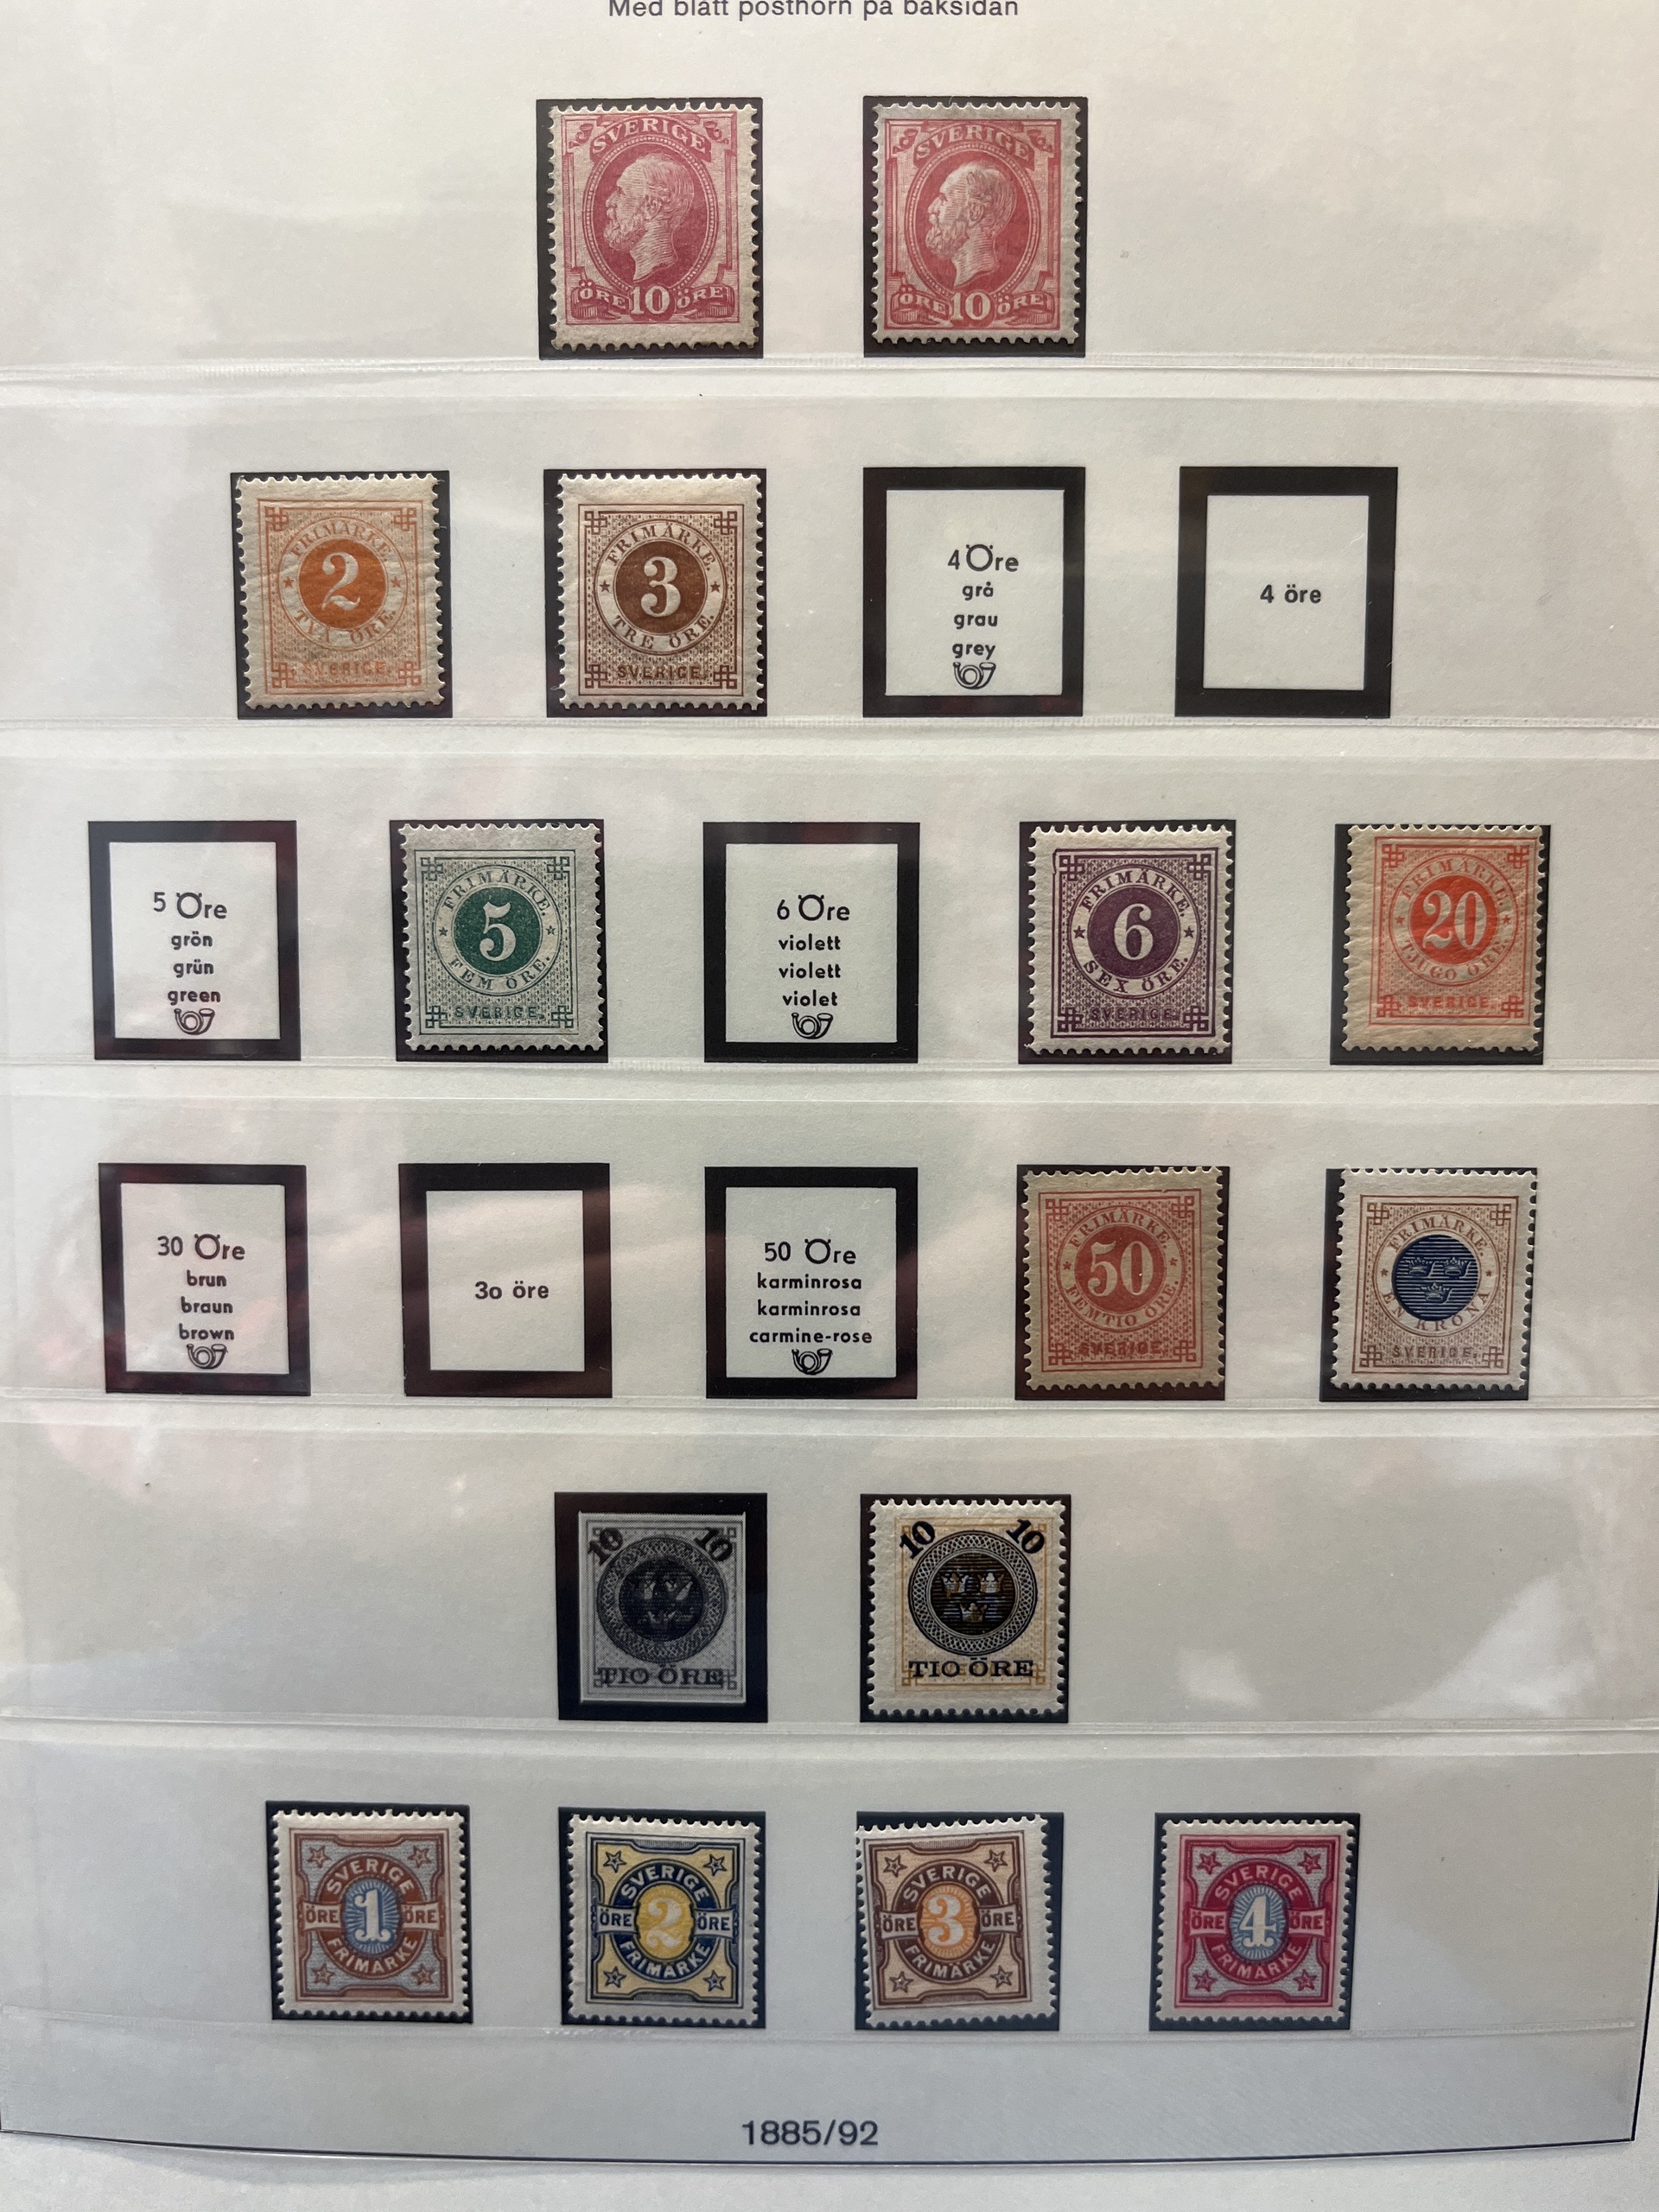 Med blått posthorn på baksidan
SVERIGE
ÖRE 10 ÖRE
SVERIGE
ÖRE 10 ÖRE
FRIMÄRKE.
2
TVÅ ÖRE.
SVERIGE.
FRIMÄRKE.
3
TRE ÖRE.
SVERIGE.
4 Öre
grå
grau
grey
4 öre
5 Öre
grön
grün
green
FRIMÄRKE.
5
FEM ÖRE.
SVERIGE.
6 Öre
violett
violett
violet
FRIMÄRKE.
6
SEX ÖRE.
SVERIGE.
FRIMÄRKE.
20
TJUGO ÖRE.
SVERIGE.
30 Öre
brun
braun
brown
3o öre
50 Öre
karminrosa
karminrosa
carmine-rose
FRIMÄRKE.
50
FEMTIO ÖRE.
SVERIGE.
FRIMÄRKE.
EN KRONA
SVERIGE.
10 10
TIO ÖRE
10 10
TIO ÖRE
SVERIGE
ÖRE 1 ÖRE
FRIMÄRKE
SVERIGE
ÖRE 2 ÖRE
FRIMÄRKE
SVERIGE
ÖRE 3 ÖRE
FRIMÄRKE
SVERIGE
ÖRE 4 ÖRE
FRIMÄRKE
1885/92